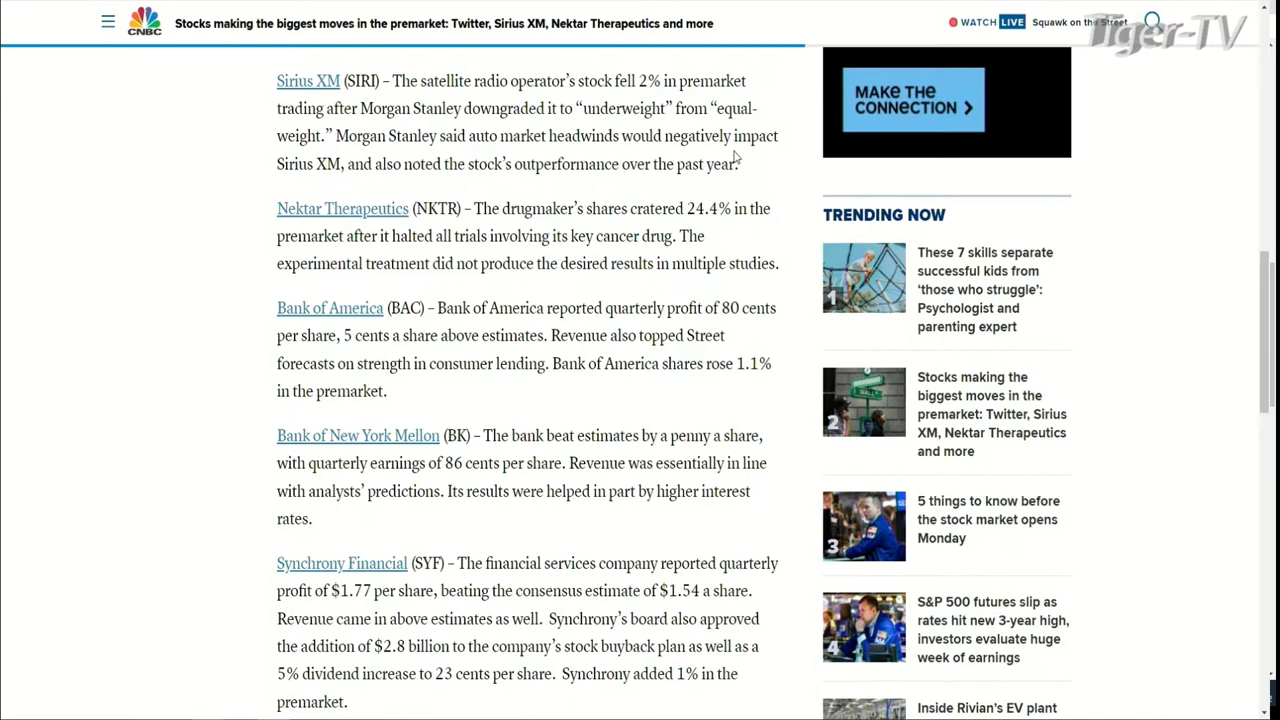 CNBC
Stocks making the biggest moves in the premarket: Twitter, Sirius XM, Nektar Therapeutics and more
WATCH LIVE
Squawk on the Street
Tiger-TV
Sirius XM (SIRI) – The satellite radio operator’s stock fell 2% in premarket
trading after Morgan Stanley downgraded it to “underweight” from “equal-
weight.” Morgan Stanley said auto market headwinds would negatively impact
Sirius XM, and also noted the stock’s outperformance over the past year.
Nektar Therapeutics (NKTR) – The drugmaker’s shares cratered 24.4% in the
premarket after it halted all trials involving its key cancer drug. The
experimental treatment did not produce the desired results in multiple studies.
Bank of America (BAC) – Bank of America reported quarterly profit of 80 cents
per share, 5 cents a share above estimates. Revenue also topped Street
forecasts on strength in consumer lending. Bank of America shares rose 1.1%
in the premarket.
Bank of New York Mellon (BK) – The bank beat estimates by a penny a share,
with quarterly earnings of 86 cents per share. Revenue was essentially in line
with analysts’ predictions. Its results were helped in part by higher interest
rates.
Synchrony Financial (SYF) – The financial services company reported quarterly
profit of $1.77 per share, beating the consensus estimate of $1.54 a share.
Revenue came in above estimates as well. Synchrony’s board also approved
the addition of $2.8 billion to the company’s stock buyback plan as well as a
5% dividend increase to 23 cents per share. Synchrony added 1% in the
premarket.
MAKE THE
CONNECTION >
TRENDING NOW
1
These 7 skills separate
successful kids from
‘those who struggle’:
Psychologist and
parenting expert
2
Stocks making the
biggest moves in the
premarket: Twitter, Sirius
XM, Nektar Therapeutics
and more
3
5 things to know before
the stock market opens
Monday
4
S&P 500 futures slip as
rates hit new 3-year high,
investors evaluate huge
week of earnings
Inside Rivian’s EV plant